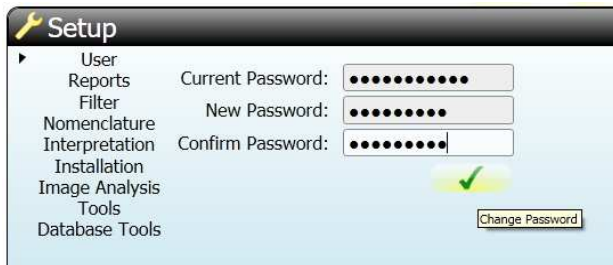 Setup
User
Reports
Filter
Nomenclature
Interpretation
Installation
Image Analysis
Tools
Database Tools
Current Password: ●●●●●●●●●●●
New Password: ●●●●●●●●●
Confirm Password: ●●●●●●●●●
Change Password